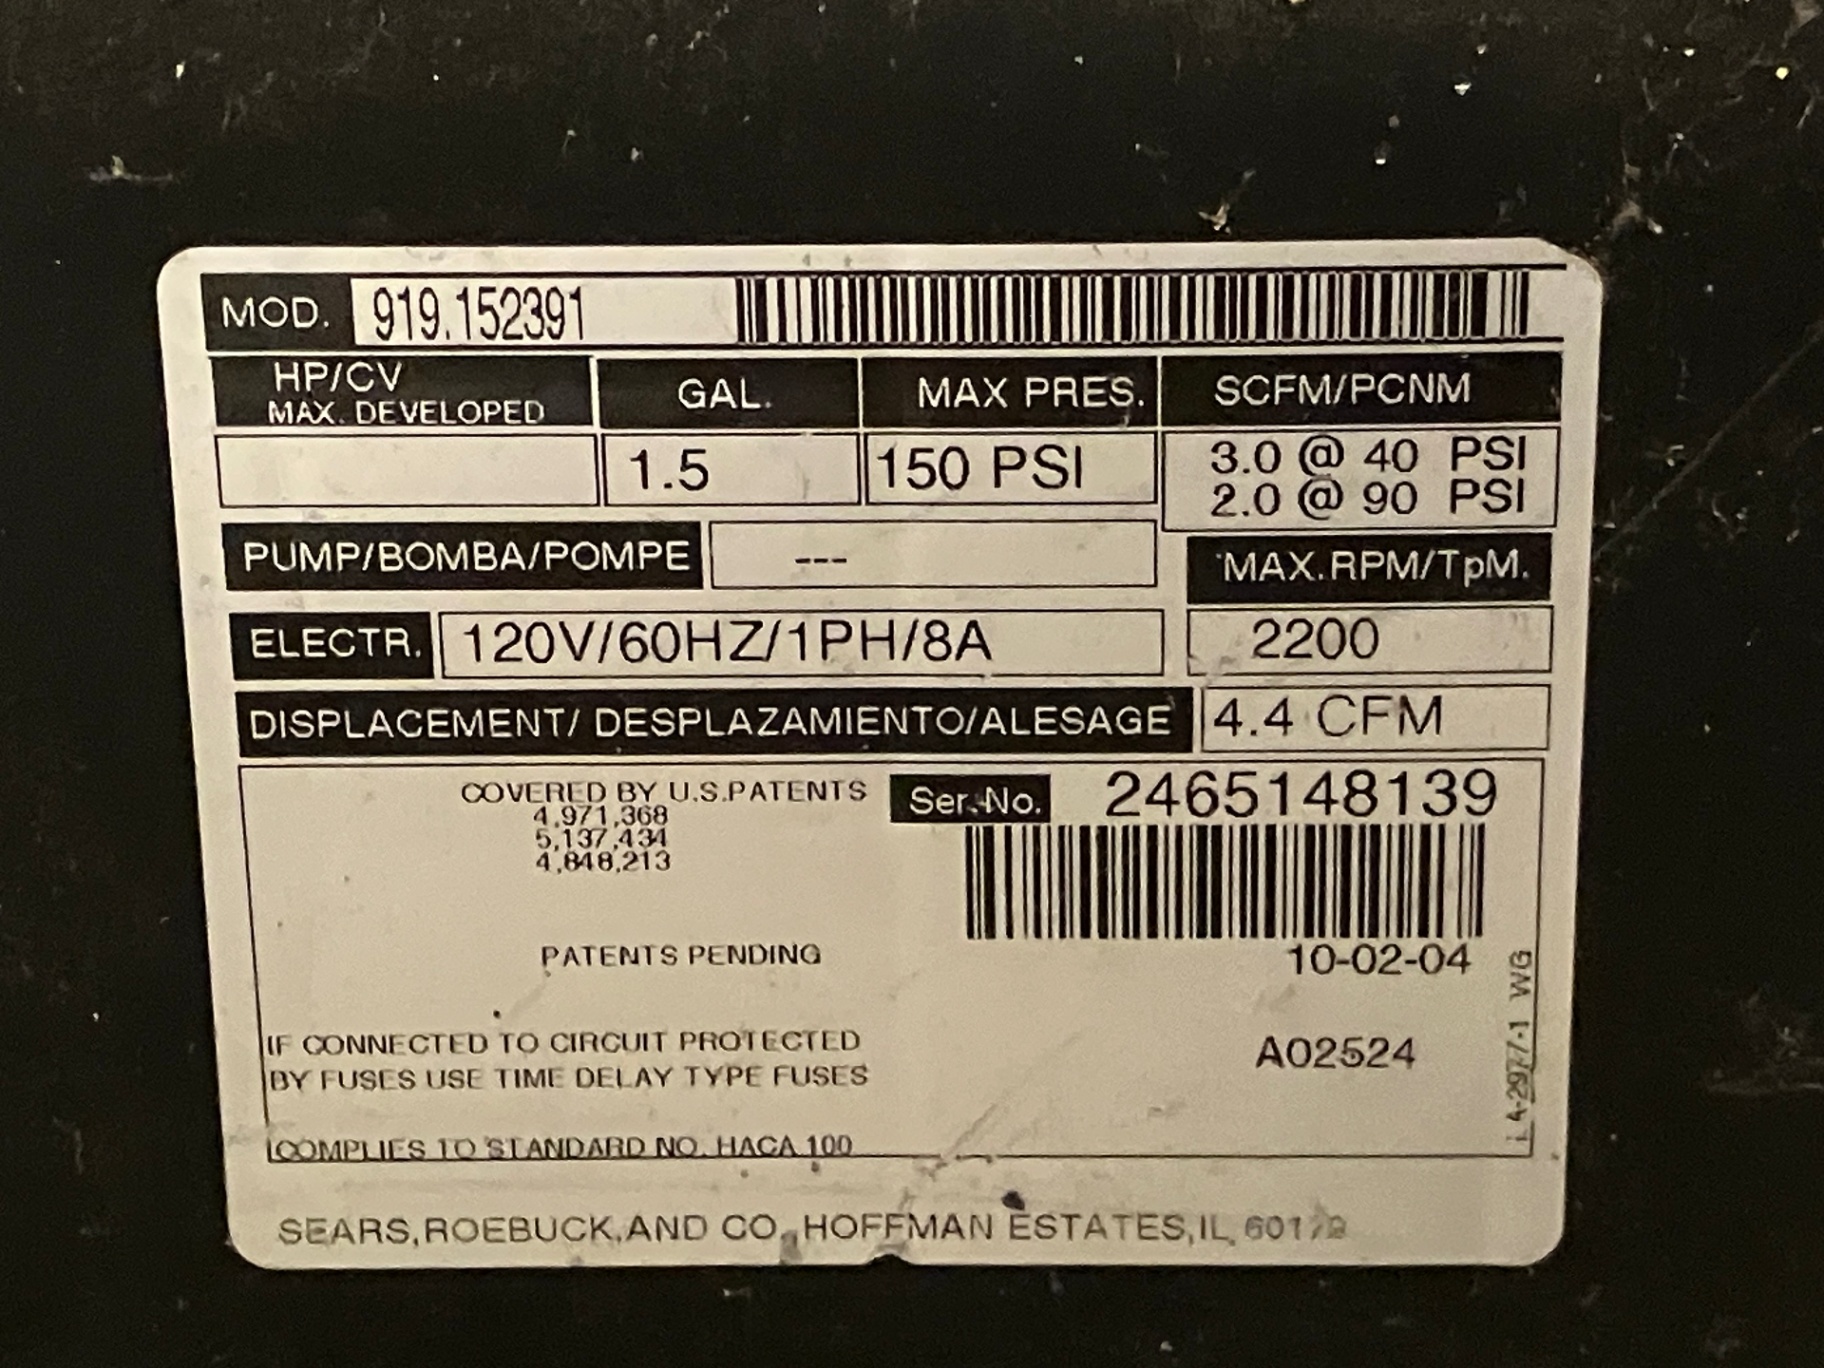 MOD. 919.152391
HP/CV
MAX. DEVELOPED
GAL.
MAX PRES.
SCFM/PCNM
1.5
150 PSI
3.0 @ 40 PSI
2.0 @ 90 PSI
PUMP/BOMBA/POMPE ---
MAX.RPM/TpM.
ELECTR. 120V/60HZ/1PH/8A
2200
DISPLACEMENT/ DESPLAZAMIENTO/ALESAGE 4.4 CFM
COVERED BY U.S.PATENTS
4,971,368
5,137,434
4,848,213
Ser. No. 2465148139
PATENTS PENDING
10-02-04
IF CONNECTED TO CIRCUIT PROTECTED
BY FUSES USE TIME DELAY TYPE FUSES
A02524
COMPLIES TO STANDARD NO. HACA 100
WG
SEARS,ROEBUCK,AND CO., HOFFMAN ESTATES,IL